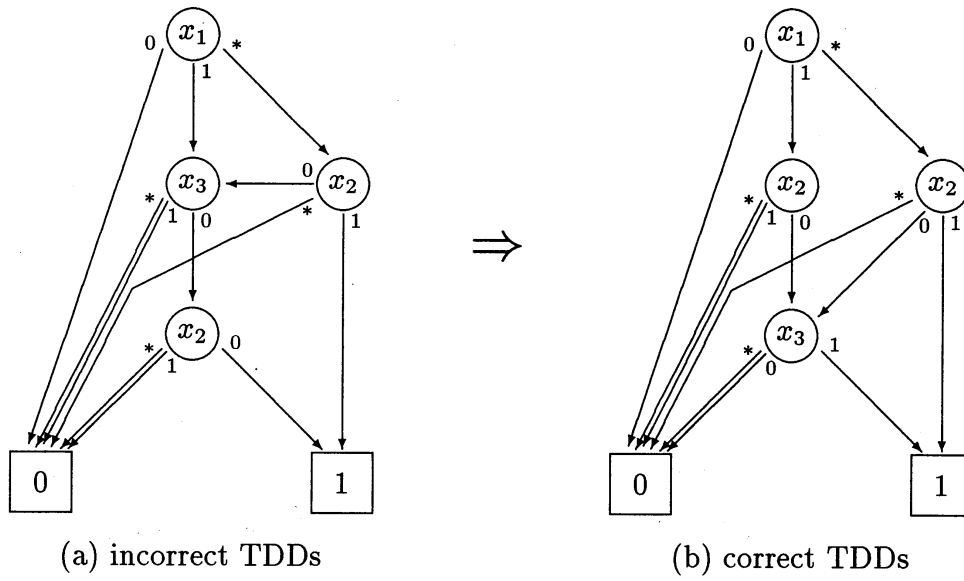 x₁ x₁
0 * 0 *
1 1
x₃ 0 x₂ x₂ x₂
* 1 0 * 1 * 1 0 * 0 1
⇒
x₂ x₃
* 1 0 * 0 1
0 1 0 1
(a) incorrect TDDs (b) correct TDDs